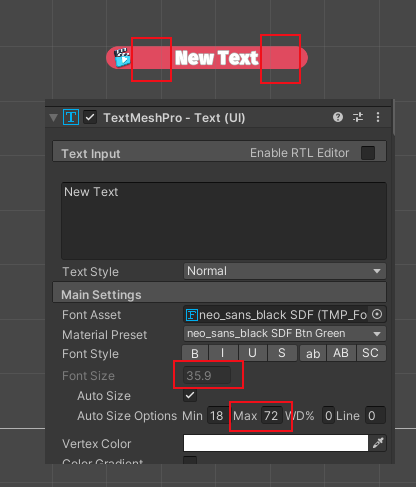 New Text
TextMeshPro - Text (UI)
Text Input Enable RTL Editor
New Text
Text Style Normal
Main Settings
Font Asset neo_sans_black SDF (TMP_Fo
Material Preset neo_sans_black SDF Btn Green
Font Style B I U S ab AB SC
Font Size 35.9
Auto Size
Auto Size Options Min 18 Max 72 WD% 0 Line 0
Vertex Color
Color Gradient